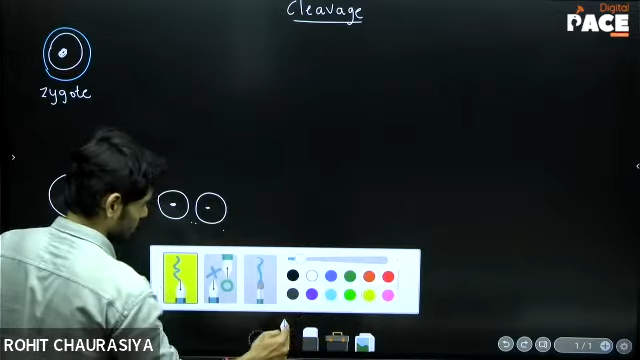 Cleavage
Digital
PACE
zygote
1/1
ROHIT CHAURASIYA